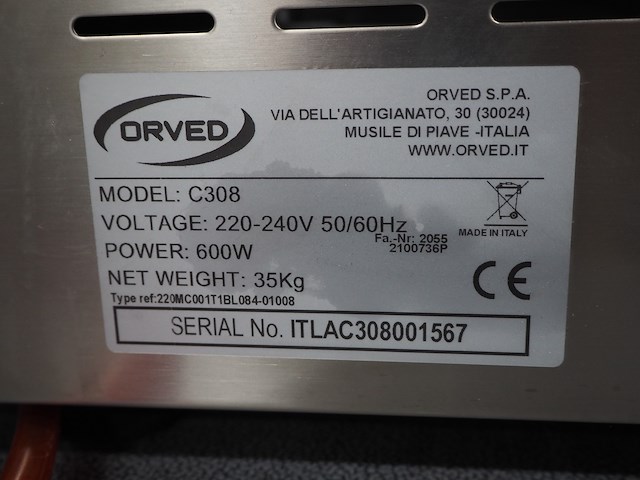 ORVED
ORVED S.P.A.
VIA DELL'ARTIGIANATO, 30 (30024)
MUSILE DI PIAVE -ITALIA
WWW.ORVED.IT
MODEL: C308
VOLTAGE: 220-240V 50/60Hz
Fa.-Nr: 2055
2100736P
POWER: 600W
NET WEIGHT: 35Kg
MADE IN ITALY
CE
Type ref:220MC001T1BL084-01008
SERIAL No. ITLAC308001567